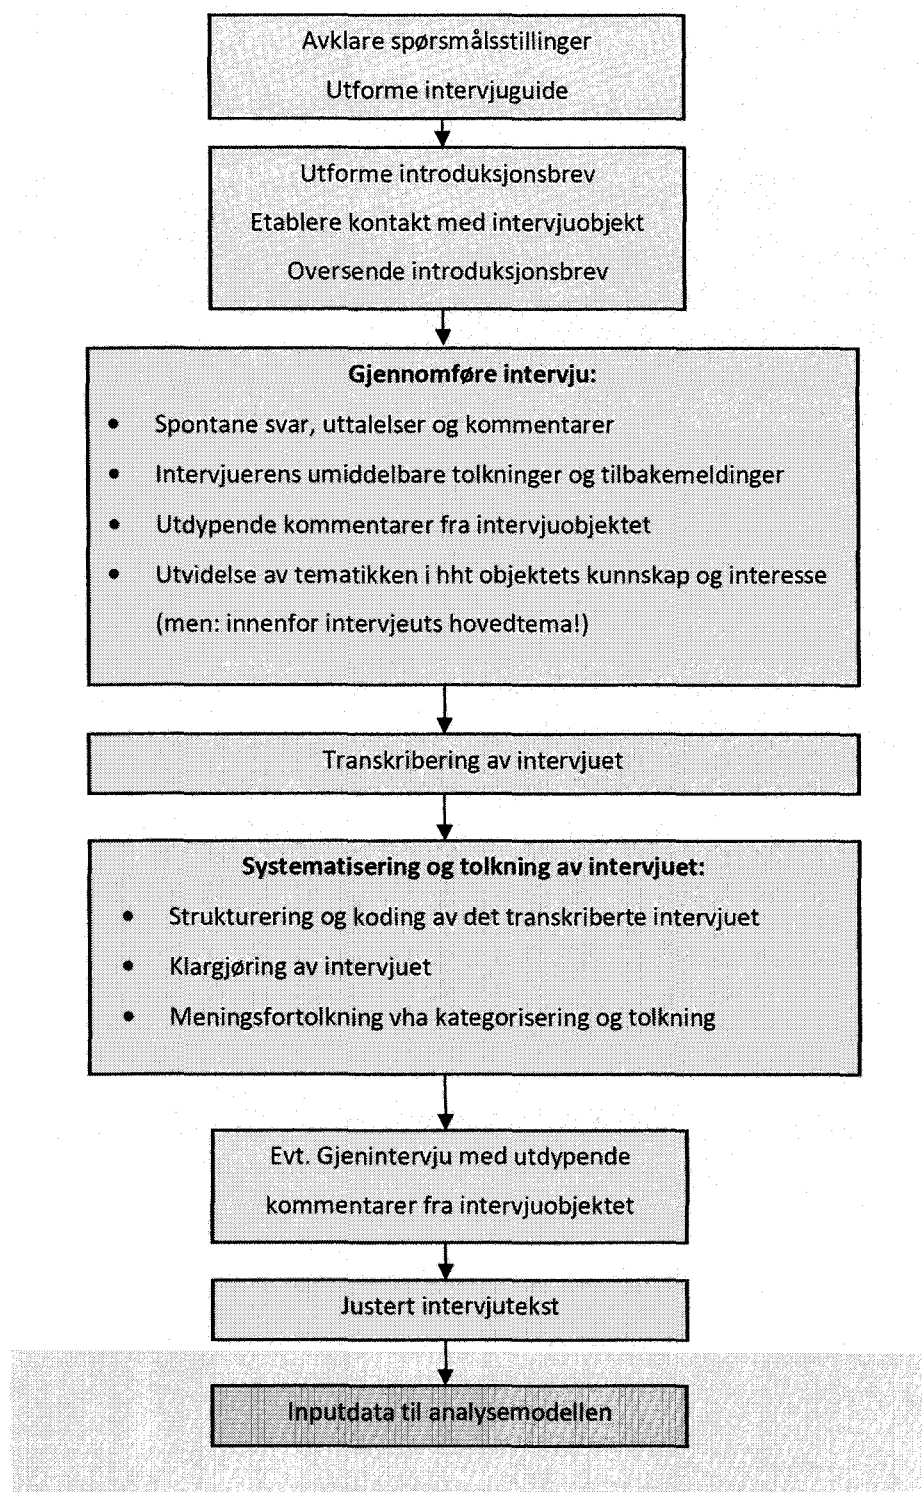 Avklare spørsmålsstillinger
Utforme intervjuguide
Utforme introduksjonsbrev
Etablere kontakt med intervjuobjekt
Oversende introduksjonsbrev
Gjennomføre intervju:
• Spontane svar, uttalelser og kommentarer
• Intervjuerens umiddelbare tolkninger og tilbakemeldinger
• Utdypende kommentarer fra intervjuobjektet
• Utvidelse av tematikken i hht objektets kunnskap og interesse
(men: innenfor intervjeuts hovedtema!)
Transkribering av intervjuet
Systematisering og tolkning av intervjuet:
• Strukturering og koding av det transkriberte intervjuet
• Klargjøring av intervjuet
• Meningsfortolkning vha kategorisering og tolkning
Evt. Gjenintervju med utdypende
kommentarer fra intervjuobjektet
Justert intervjutekst
Inputdata til analysemodellen